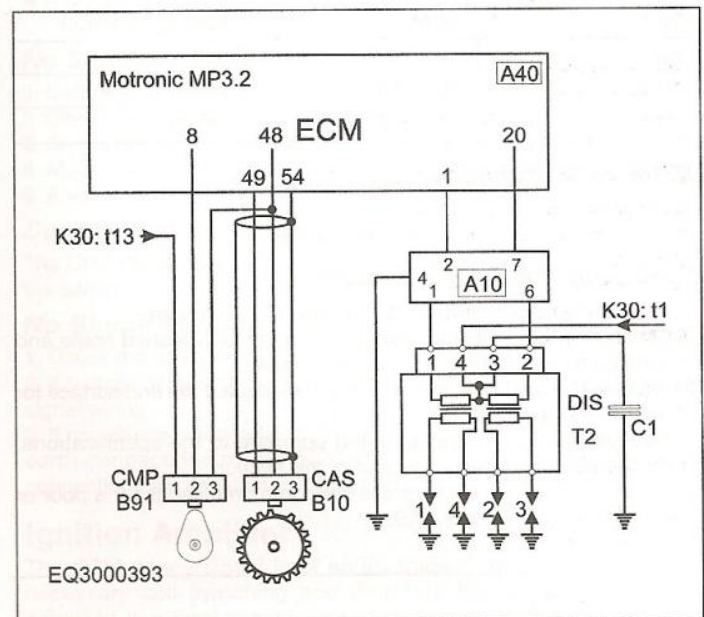 Motronic MP3.2 A40
8 48 ECM 20
49 54 1
K30: t13
2 7
4 A10
1 6
K30: t1
1 4 3 2
DIS
T2 C1
CMP 1 2 3 1 2 3 CAS
B91 B10
1 4 2 3
EQ3000393